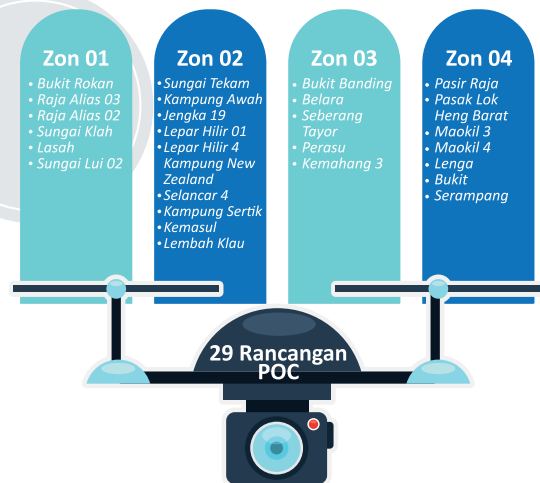 Zon 01
• Bukit Rokan
• Raja Alias 03
• Raja Alias 02
• Sungai Klah
• Lasah
• Sungai Lui 02
Zon 02
• Sungai Tekam
• Kampung Awah
• Jengka 19
• Lepar Hilir 01
• Lepar Hilir 4
Kampung New
Zealand
• Selancar 4
• Kampung Sertik
• Kemasul
• Lembah Klau
Zon 03
• Bukit Banding
• Belara
• Seberang
Tayor
• Perasu
• Kemahang 3
Zon 04
• Pasir Raja
• Pasak Lok
Heng Barat
• Maokil 3
• Maokil 4
• Lenga
• Bukit
• Serampang
29 Rancangan
POC